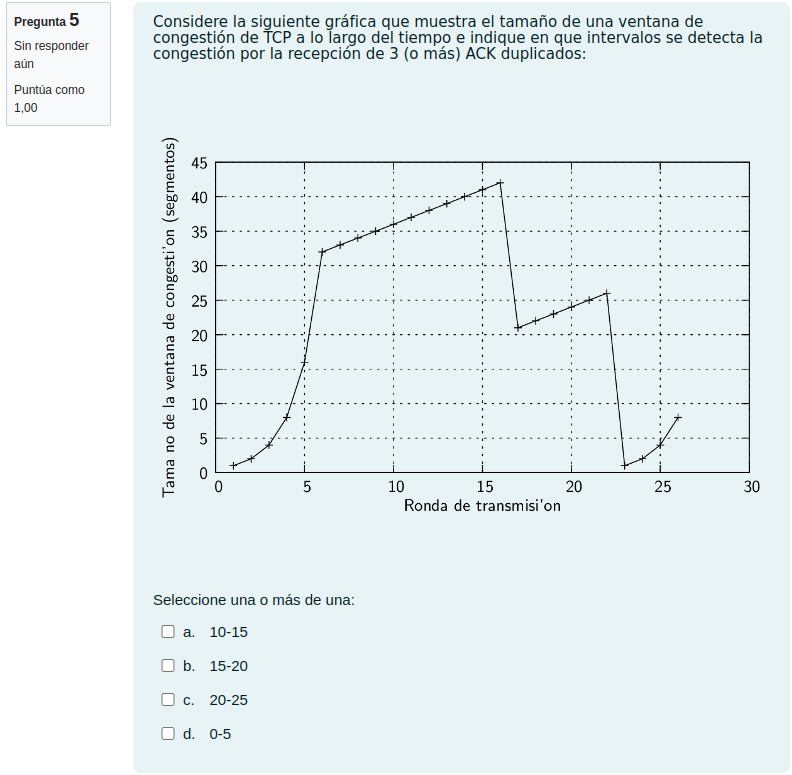 Pregunta 5
Sin responder
aún
Puntúa como
1,00
Considere la siguiente gráfica que muestra el tamaño de una ventana de
congestión de TCP a lo largo del tiempo e indique en que intervalos se detecta la
congestión por la recepción de 3 (o más) ACK duplicados:
Tama no de la ventana de congesti'on (segmentos)
45
40
35
30
25
20
15
10
5
0
0 5 10 15 20 25 30
Ronda de transmisi'on
Seleccione una o más de una:
a. 10-15
b. 15-20
c. 20-25
d. 0-5